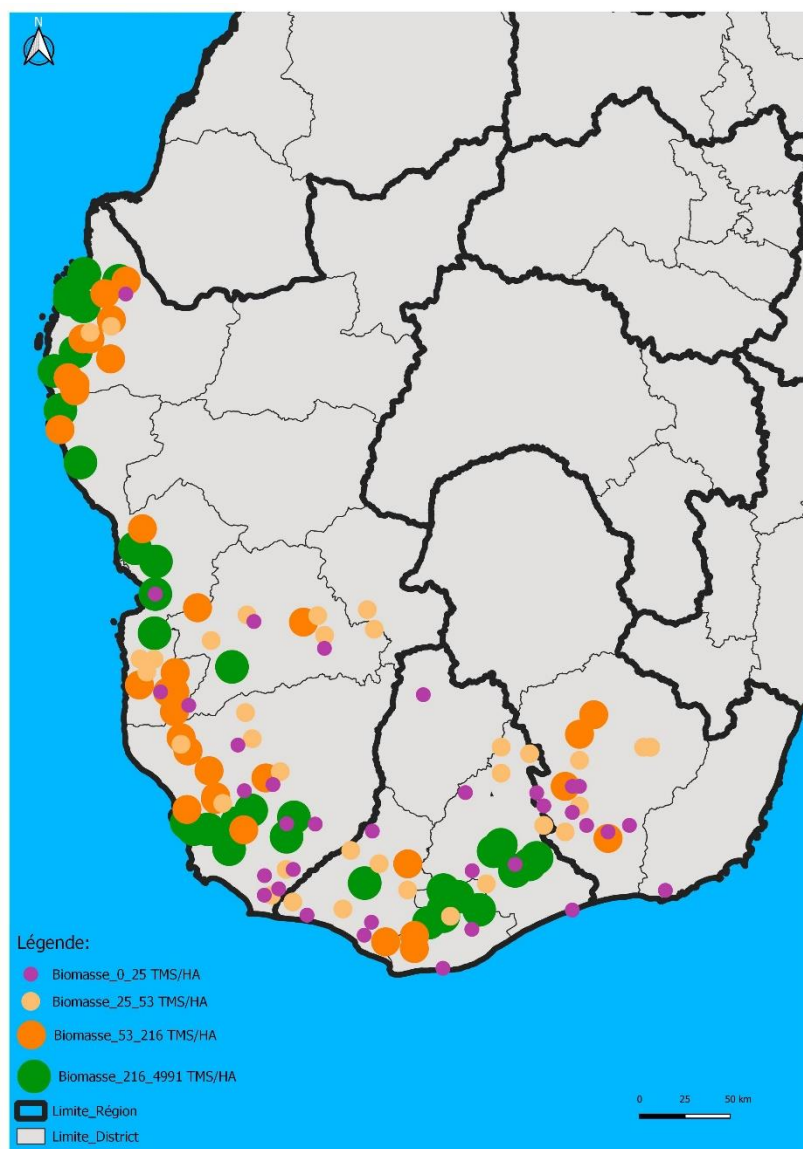 N
Légende:
Biomasse_0_25 TMS/HA
Biomasse_25_53 TMS/HA
Biomasse_53_216 TMS/HA
Biomasse_216_4991 TMS/HA
Limite_Région
Limite_District
0 25 50 km